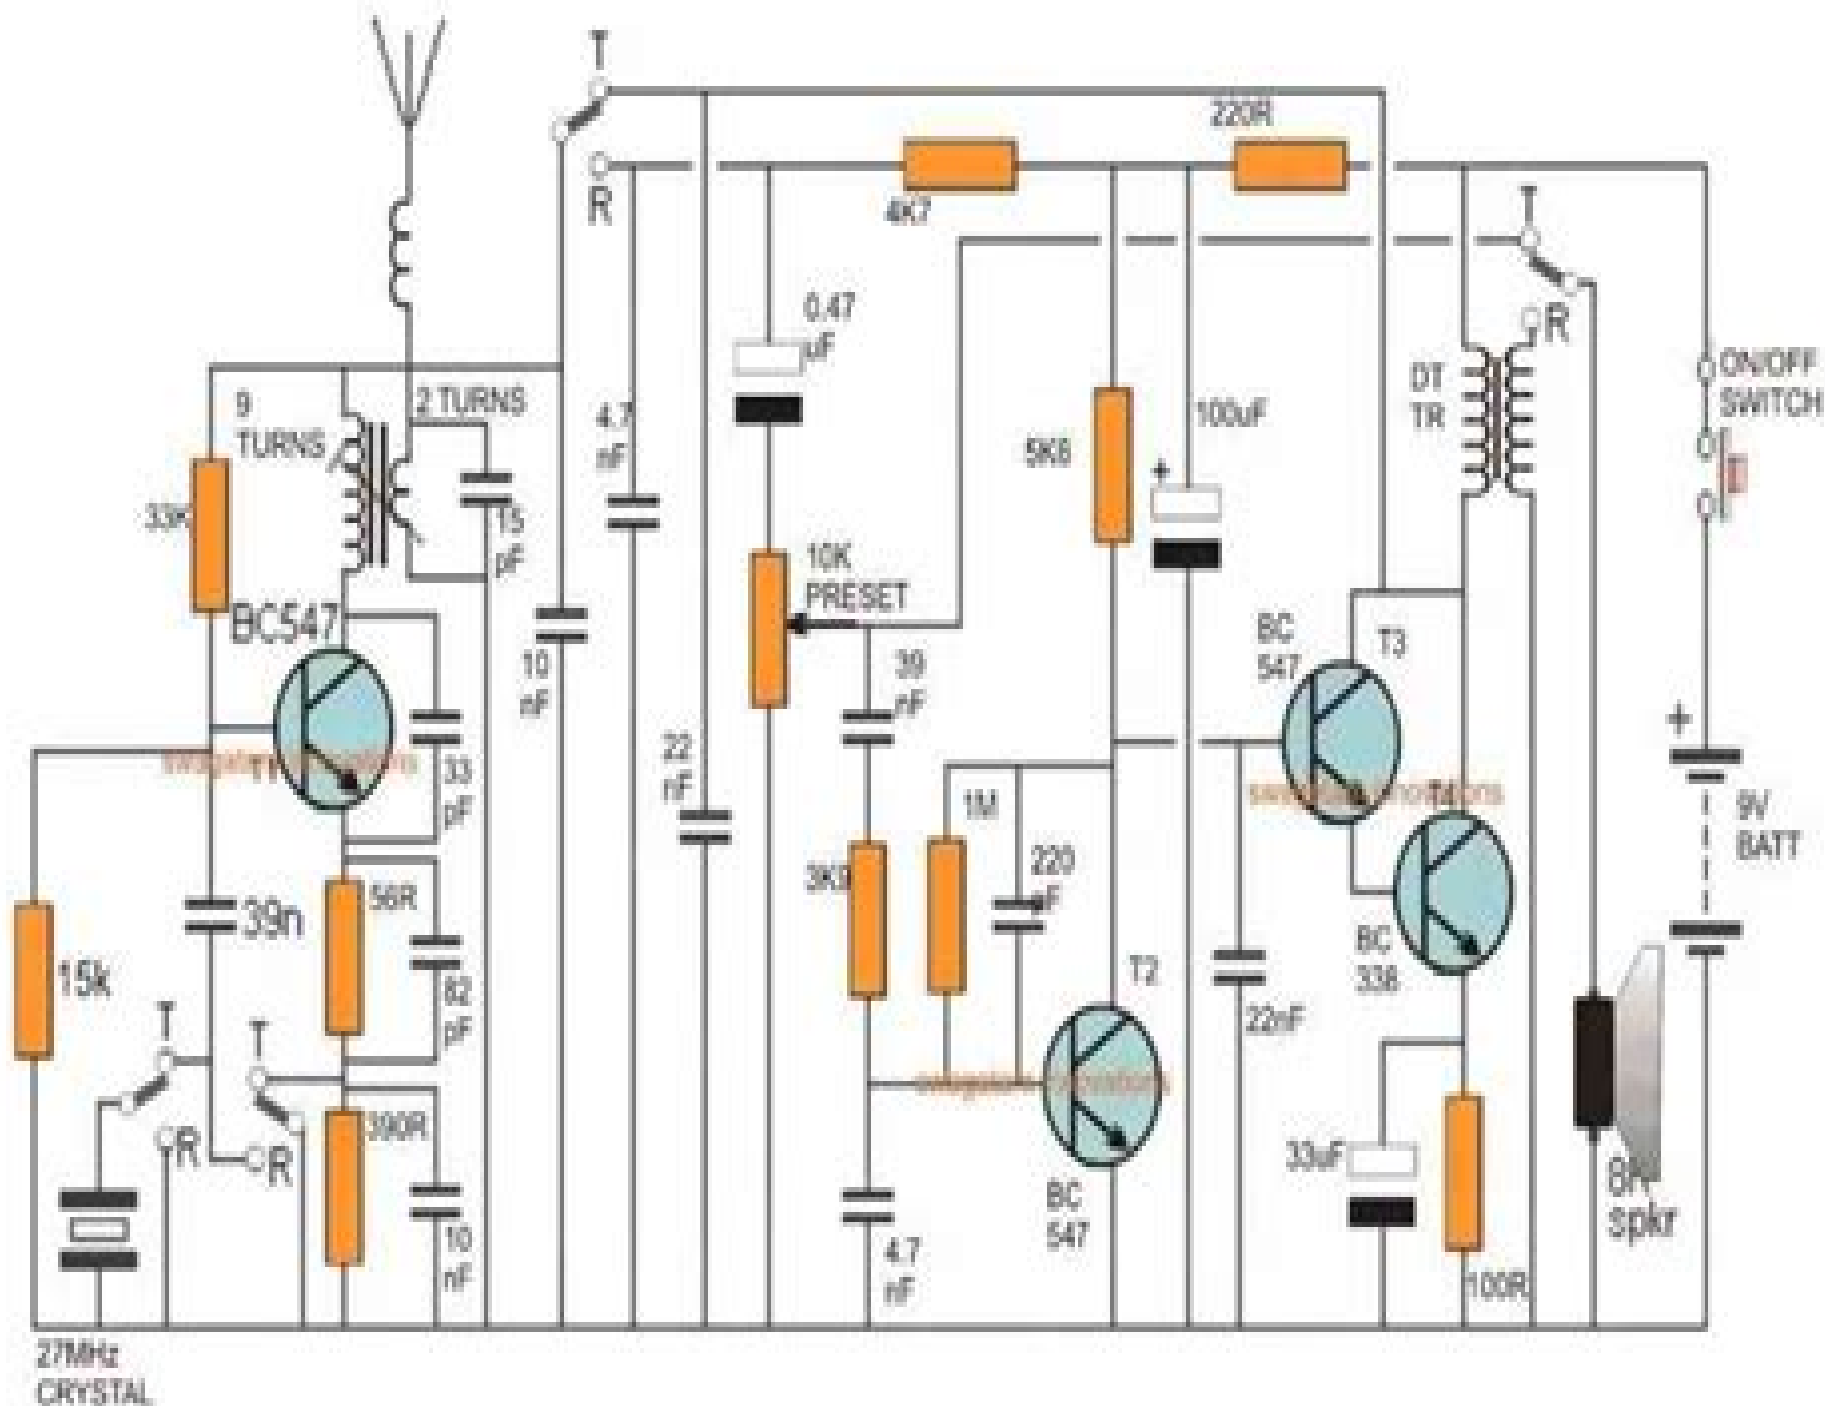 T
220R
R
4K7
T
0.47
uF
R
DT
TR
ON/OFF
SWITCH
9
TURNS
2 TURNS
4.7
nF
100uF
+
5K6
33K
15
pF
10K
PRESET
BC547
BC
547
T3
10
nF
39
nF
+
22
nF
33
pF
1M
9V
BATT
3K9
220
56R
39n
BC
338
T2
15k
82
pF
22nF
T
T
390R
R
R
33uF
spkr
BC
547
10
nF
4.7
nF
100R
27MHz
CRYSTAL